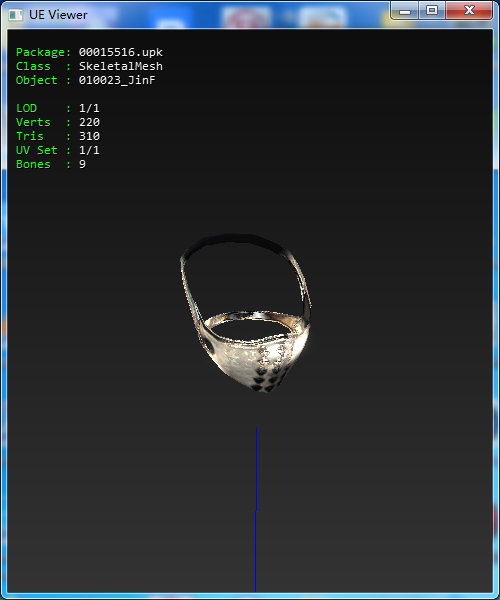 UE Viewer
Package: 00015516.upk
Class  : SkeletalMesh
Object : 010023_JinF
LOD    : 1/1
Verts  : 220
Tris   : 310
UV Set : 1/1
Bones  : 9